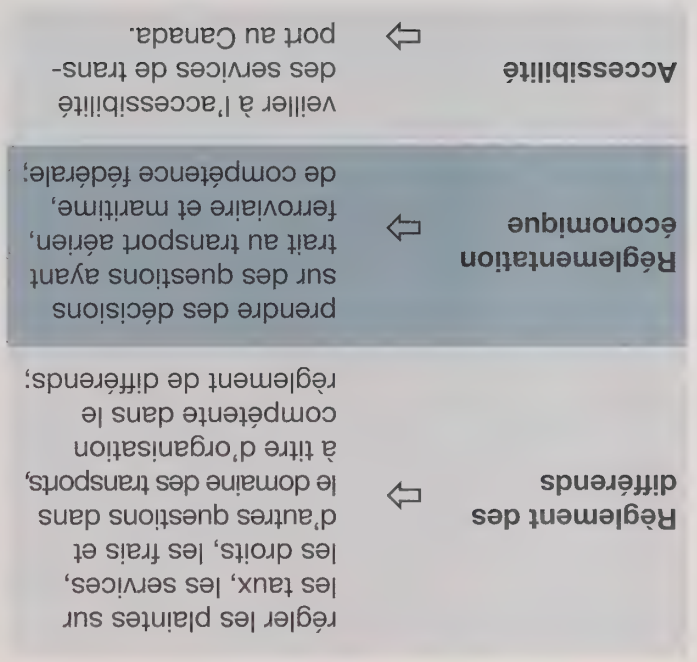 Règlement des
différends
⇨
régler les plaintes sur
les taux, les services,
les droits, les frais et
d'autres questions dans
le domaine des transports,
à titre d'organisation
compétente dans le
règlement de différends;
Réglementation
économique
⇨
prendre des décisions
sur des questions ayant
trait au transport aérien,
ferroviaire et maritime,
de compétence fédérale;
Accessibilité
⇨
veiller à l'accessibilité
des services de trans-
port au Canada.